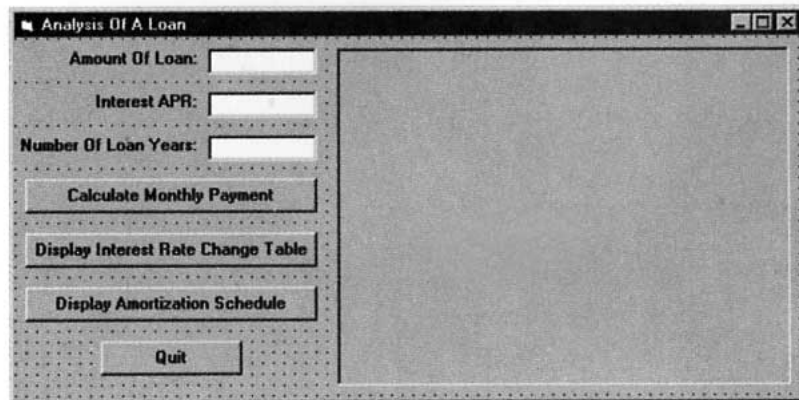 Analysis Of A Loan
Amount Of Loan:
Interest APR:
Number Of Loan Years:
Calculate Monthly Payment
Display Interest Rate Change Table
Display Amortization Schedule
Quit